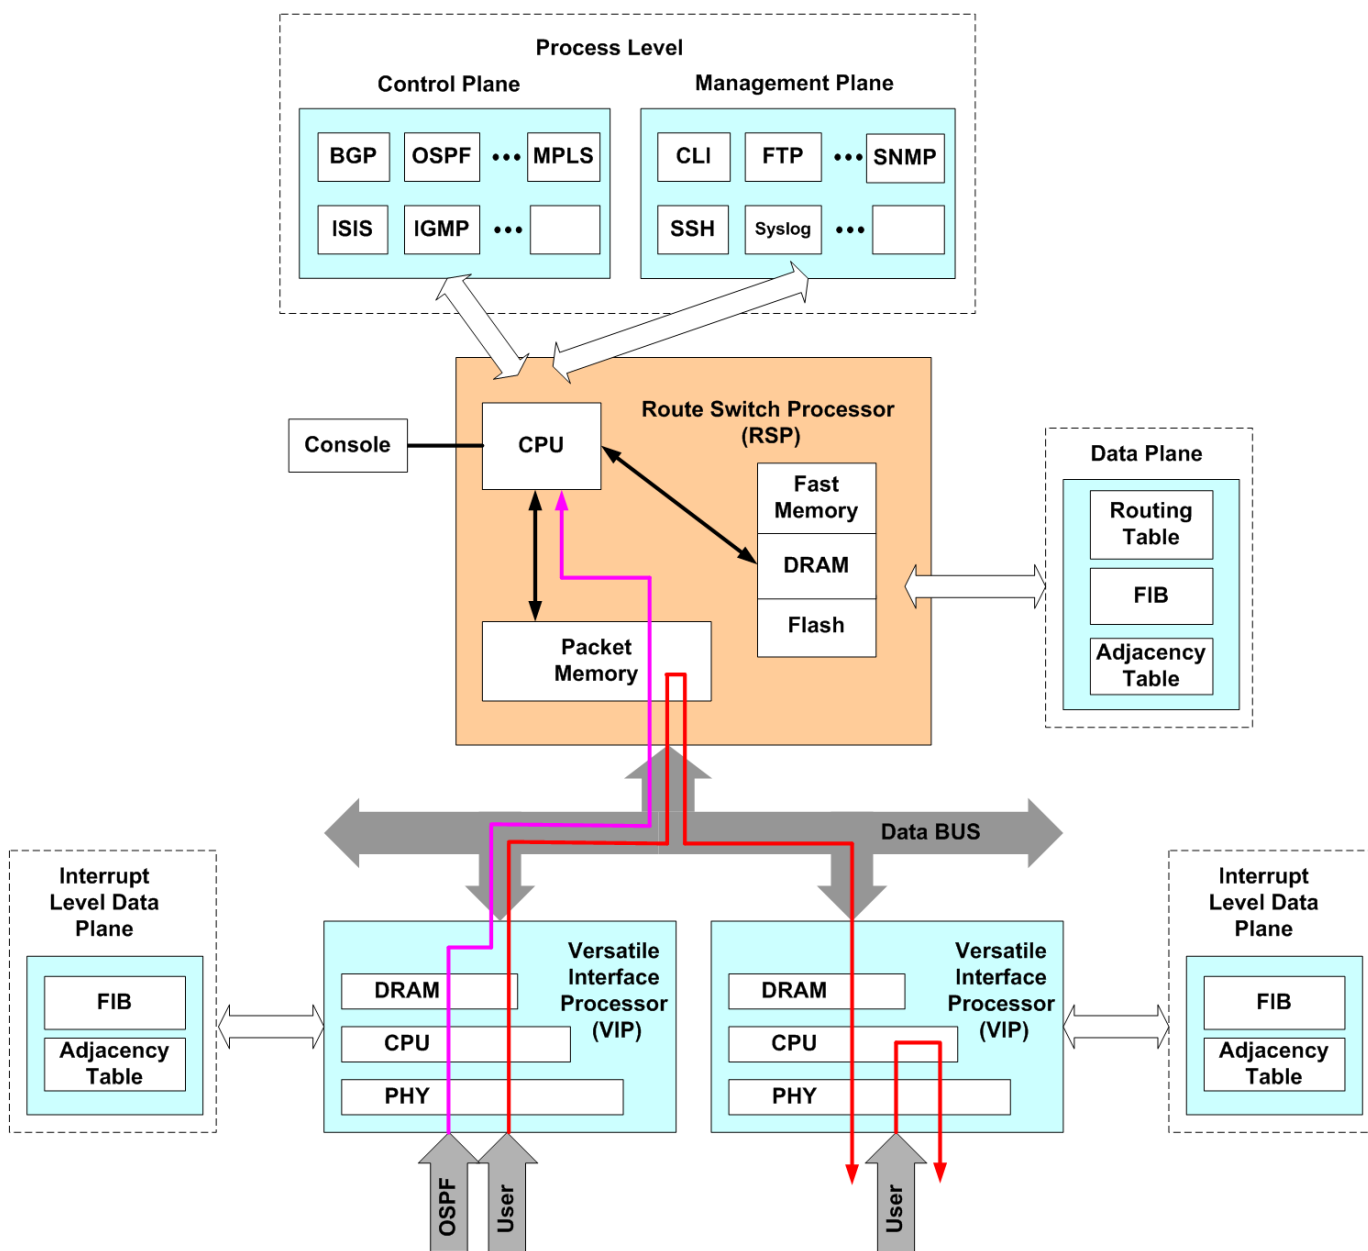 Process Level
Control Plane
Management Plane
BGP
OSPF
•••
MPLS
ISIS
IGMP
•••
CLI
FTP
•••
SNMP
SSH
Syslog
•••
Route Switch Processor
(RSP)
Console
CPU
Fast
Memory
DRAM
Flash
Packet
Memory
Data Plane
Routing
Table
FIB
Adjacency
Table
Data BUS
Interrupt
Level Data
Plane
FIB
Adjacency
Table
Versatile
Interface
Processor
(VIP)
DRAM
CPU
PHY
Versatile
Interface
Processor
(VIP)
DRAM
CPU
PHY
Interrupt
Level Data
Plane
FIB
Adjacency
Table
OSPF
User
User